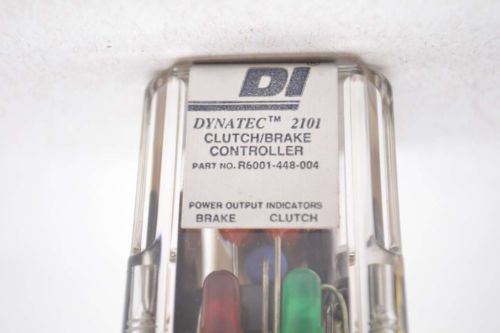 DI
DYNATEC™ 2101
CLUTCH/BRAKE
CONTROLLER
PART NO. R6001-448-004
POWER OUTPUT INDICATORS
BRAKE CLUTCH